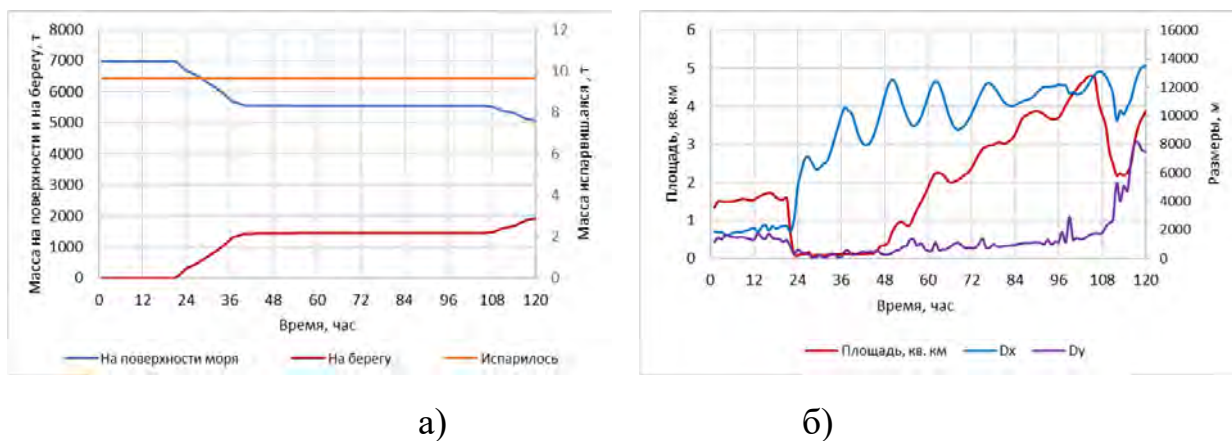 8000
7000
6000
5000
4000
3000
2000
1000
0
Масса на поверхности и на берегу, т
12
10
8
6
4
2
0
Масса испарвишаяся , т
0 12 24 36 48 60 72 84 96 108 120
Время, час
На поверхности моря На берегу Испарилось
6
5
4
3
2
1
0
Площадь, кв. км
16000
14000
12000
10000
8000
6000
4000
2000
0
Размеры, м
0 12 24 36 48 60 72 84 96 108 120
Время, час
Площадь, кв. км Dx Dy
а) б)